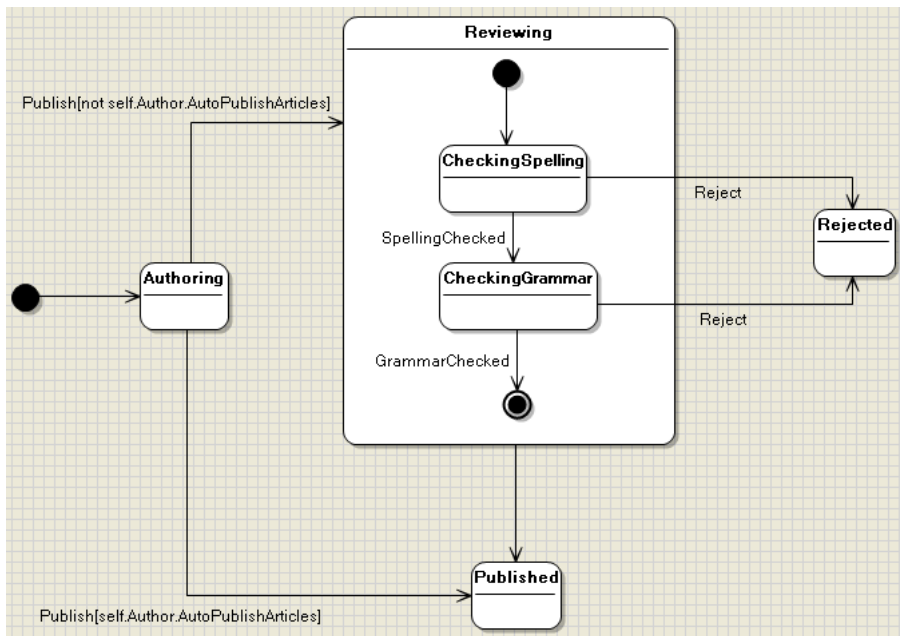 Reviewing
Publish[not self.Author.AutoPublishArticles]
CheckingSpelling
Reject
Rejected
SpellingChecked
Authoring
CheckingGrammar
Reject
GrammarChecked
Published
Publish[self.Author.AutoPublishArticles]